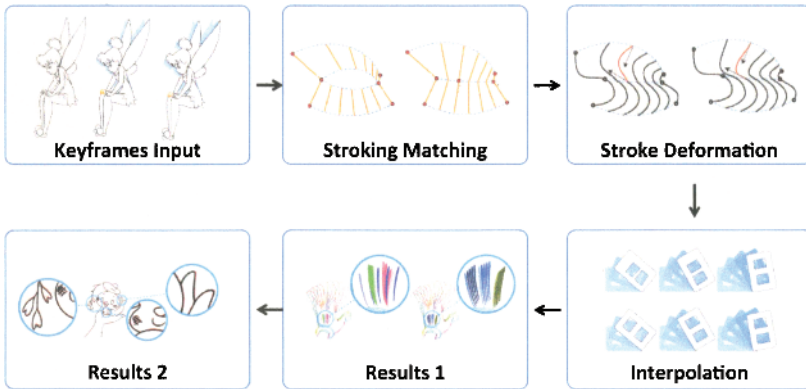 Keyframes Input
Stroking Matching
Stroke Deformation
Interpolation
Results 1
Results 2